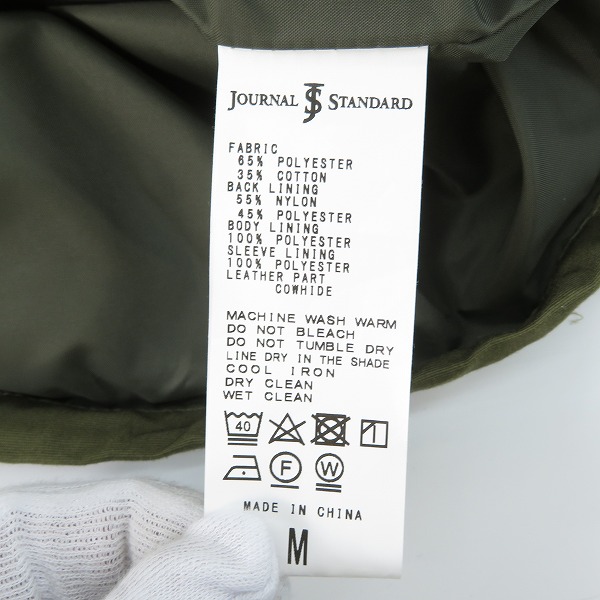 JOURNAL JS STANDARD
FABRIC
65% POLYESTER
35% COTTON
BACK LINING
55% NYLON
45% POLYESTER
BODY LINING
100% POLYESTER
SLEEVE LINING
100% POLYESTER
LEATHER PART
COWHIDE
MACHINE WASH WARM
DO NOT BLEACH
DO NOT TUMBLE DRY
LINE DRY IN THE SHADE
COOL IRON
DRY CLEAN
WET CLEAN
40
F W
MADE IN CHINA
M